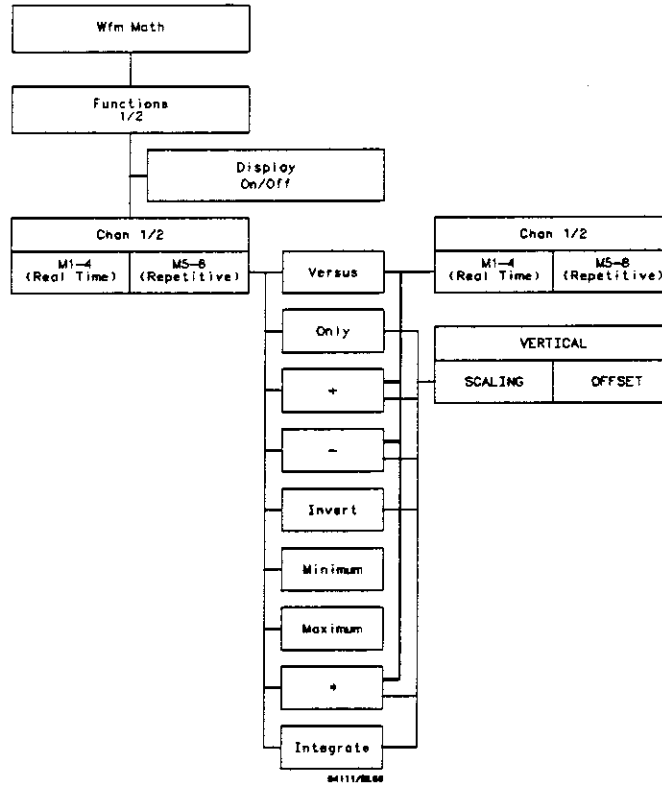 Wfm Math
Functions
1/2
Display
On/Off
Chan 1/2
M1-4
(Real Time)
M5-8
(Repetitive)
Versus
Only
+
-
Invert
Minimum
Maximum
*
Integrate
Chan 1/2
M1-4
(Real Time)
M5-8
(Repetitive)
VERTICAL
SCALING
OFFSET